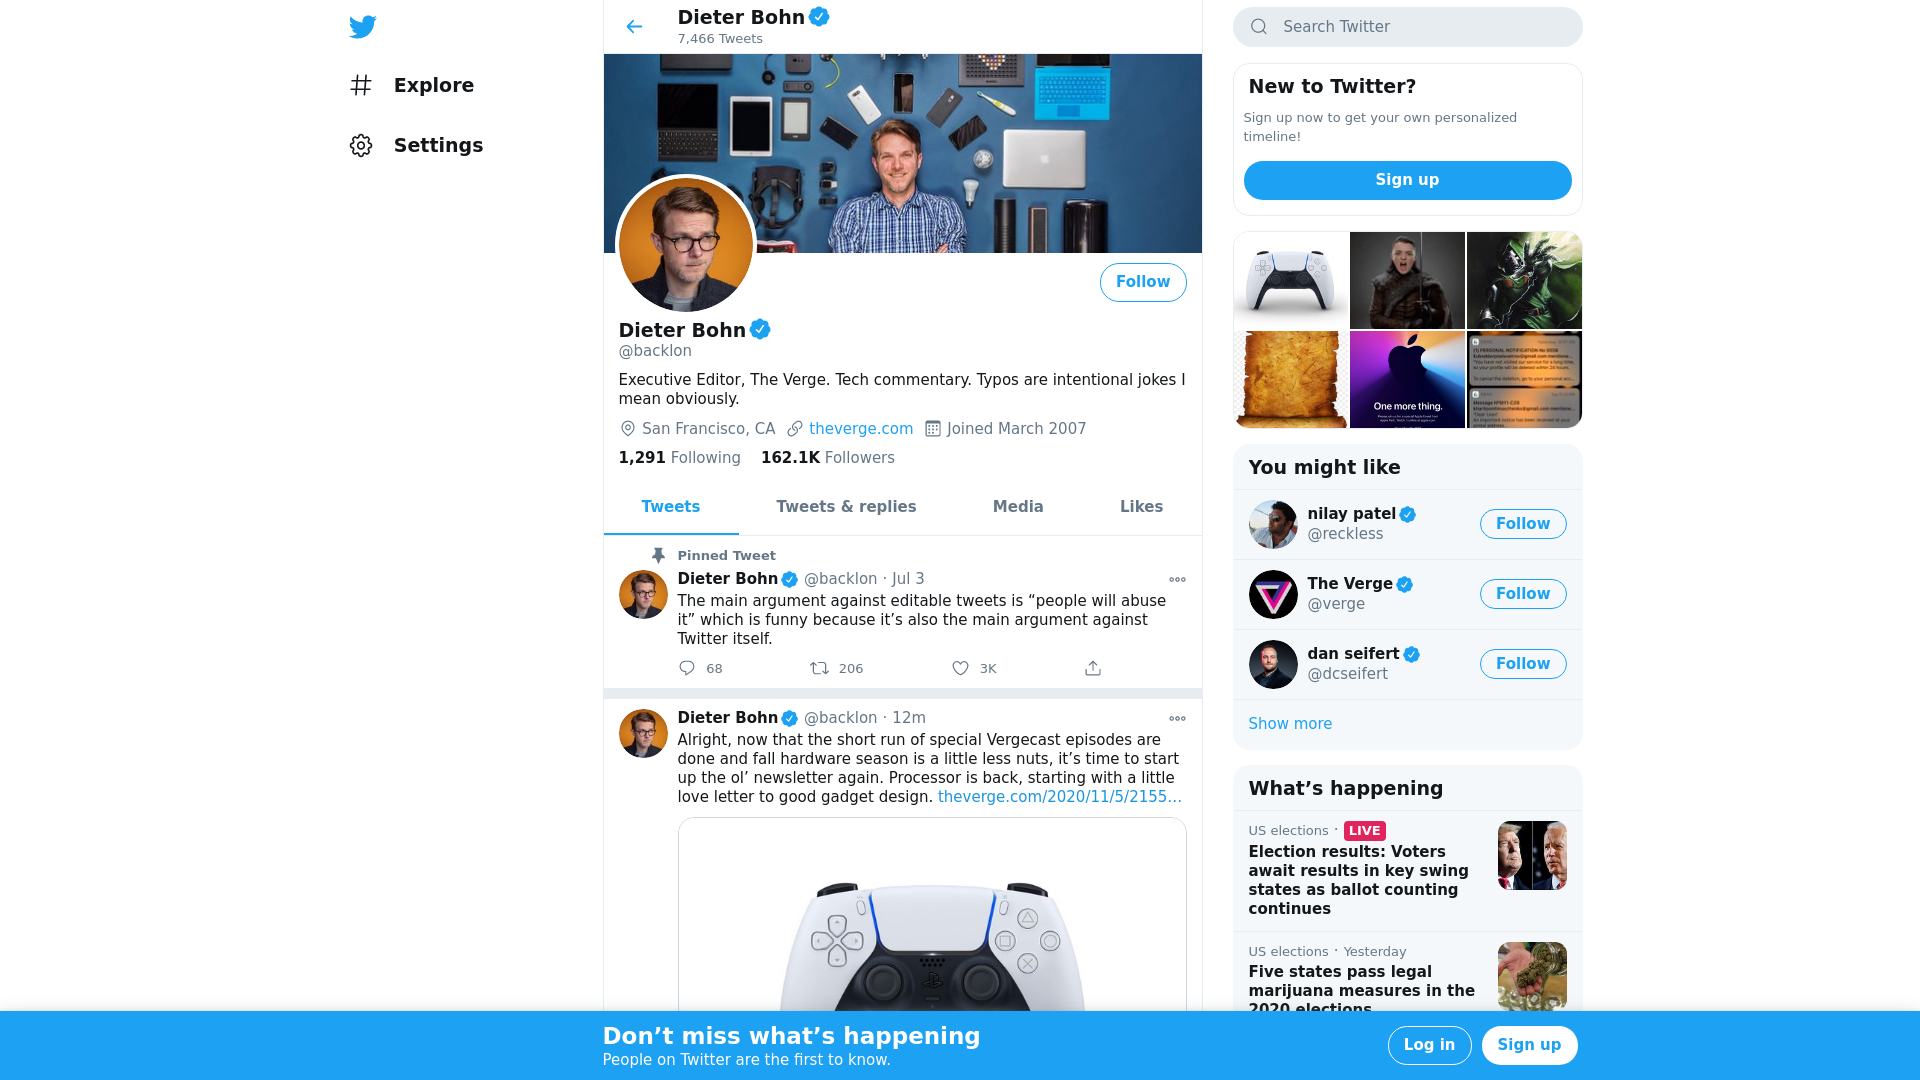 Explore
Settings
Dieter Bohn
7,466 Tweets
Follow
Dieter Bohn
@backlon
Executive Editor, The Verge. Tech commentary. Typos are intentional jokes I
mean obviously.
San Francisco, CA theverge.com Joined March 2007
1,291 Following 162.1K Followers
Tweets Tweets & replies Media Likes
Pinned Tweet
Dieter Bohn @backlon · Jul 3
The main argument against editable tweets is “people will abuse
it” which is funny because it’s also the main argument against
Twitter itself.
68 206 3K
Dieter Bohn @backlon · 12m
Alright, now that the short run of special Vergecast episodes are
done and fall hardware season is a little less nuts, it’s time to start
up the ol’ newsletter again. Processor is back, starting with a little
love letter to good gadget design. theverge.com/2020/11/5/2155…
Search Twitter
New to Twitter?
Sign up now to get your own personalized
timeline!
Sign up
One more thing.
You might like
nilay patel
@reckless
Follow
The Verge
@verge
Follow
dan seifert
@dcseifert
Follow
Show more
What’s happening
US elections · LIVE
Election results: Voters
await results in key swing
states as ballot counting
continues
US elections · Yesterday
Five states pass legal
marijuana measures in the
2020 elections
Don’t miss what’s happening
People on Twitter are the first to know.
Log in
Sign up